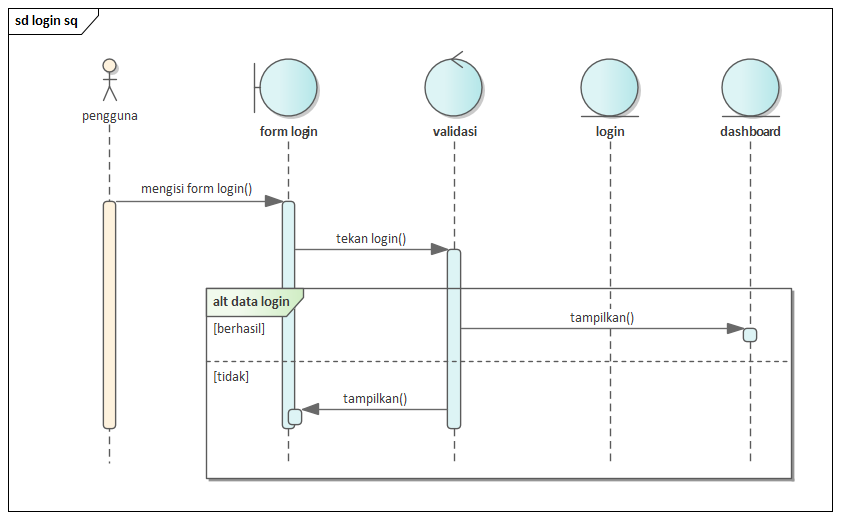 sd login sq
pengguna
form login
validasi
login
dashboard
mengisi form login()
tekan login()
alt data login
tampilkan()
[berhasil]
[tidak]
tampilkan()